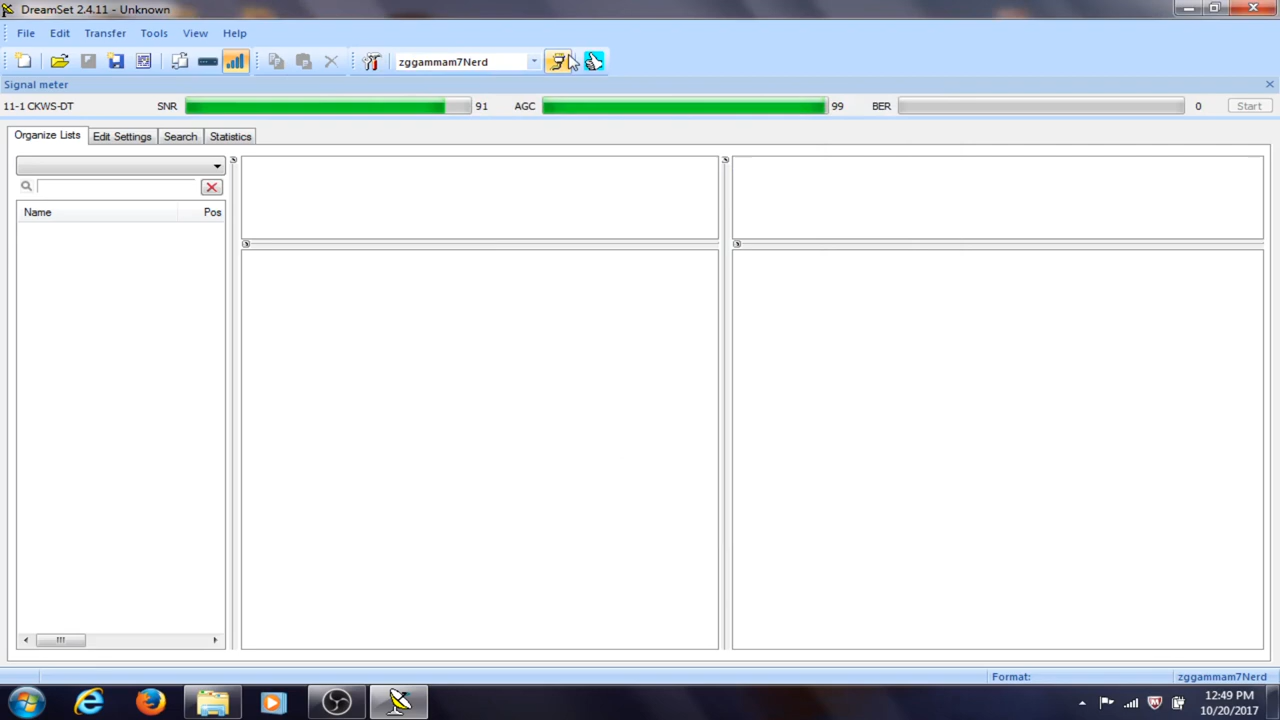 DreamSet 2.4.11 - Unknown
File Edit Transfer Tools View Help
zggammam7Nerd
Signal meter
11-1 CKWS-DT SNR 91 AGC 99 BER 0 Start
Organize Lists Edit Settings Search Statistics
Name Pos
Format: zggammam7Nerd
12:49 PM
10/20/2017